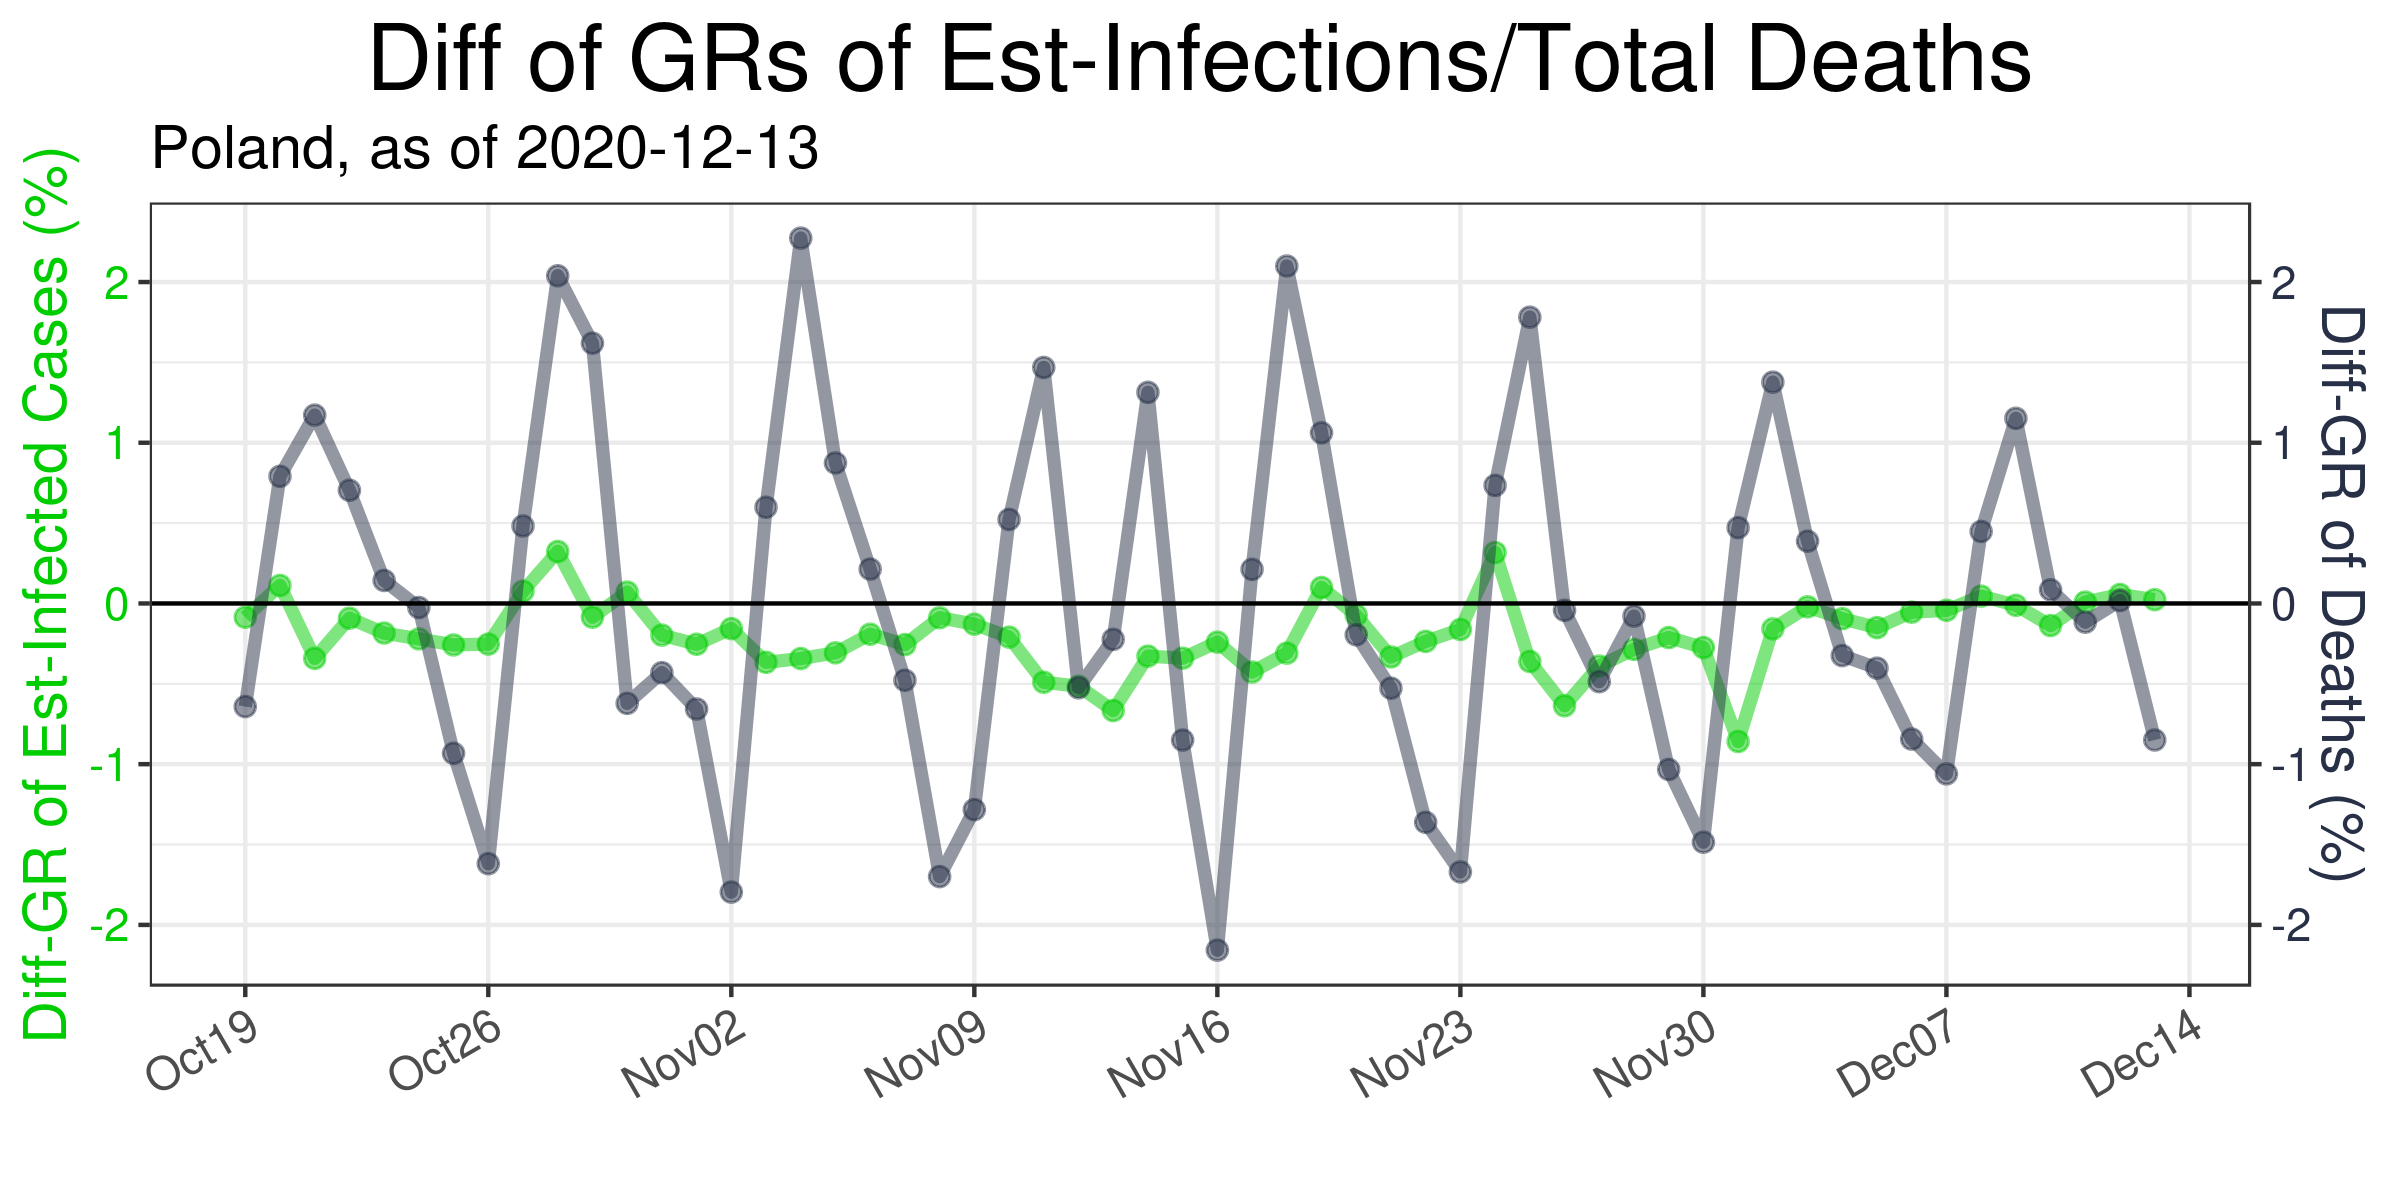 Diff of GRs of Est-Infections/Total Deaths
Poland, as of 2020-12-13
Diff-GR of Est-Infected Cases (%)
2
1
0
-1
-2
2
1
0
-1
-2
Diff-GR of Deaths (%)
Oct19
Oct26
Nov02
Nov09
Nov16
Nov23
Nov30
Dec07
Dec14